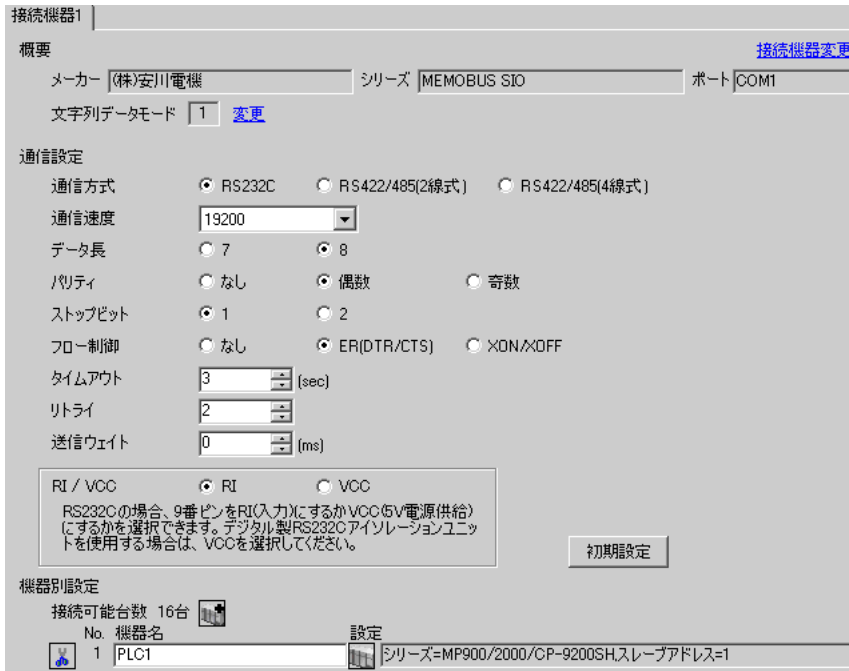 接続機器1
概要 接続機器変更
メーカー (株)安川電機 シリーズ MEMOBUS SIO ポート COM1
文字列データモード 1 変更
通信設定
通信方式 RS232C RS422/485(2線式) RS422/485(4線式)
通信速度 19200
データ長 7 8
パリティ なし 偶数 奇数
ストップビット 1 2
フロー制御 なし ER(DTR/CTS) XON/XOFF
タイムアウト 3 (sec)
リトライ 2
送信ウェイト 0 (ms)
RI / VCC RI VCC
RS232Cの場合、9番ピンをRI(入力)にするかVCC(5V電源供給)
にするかを選択できます。デジタル製RS232Cアイソレーションユニッ
トを使用する場合は、VCCを選択してください。
初期設定
機器別設定
接続可能台数 16台
No. 機器名 設定
1 PLC1 シリーズ=MP900/2000/CP-9200SH,スレーブアドレス=1